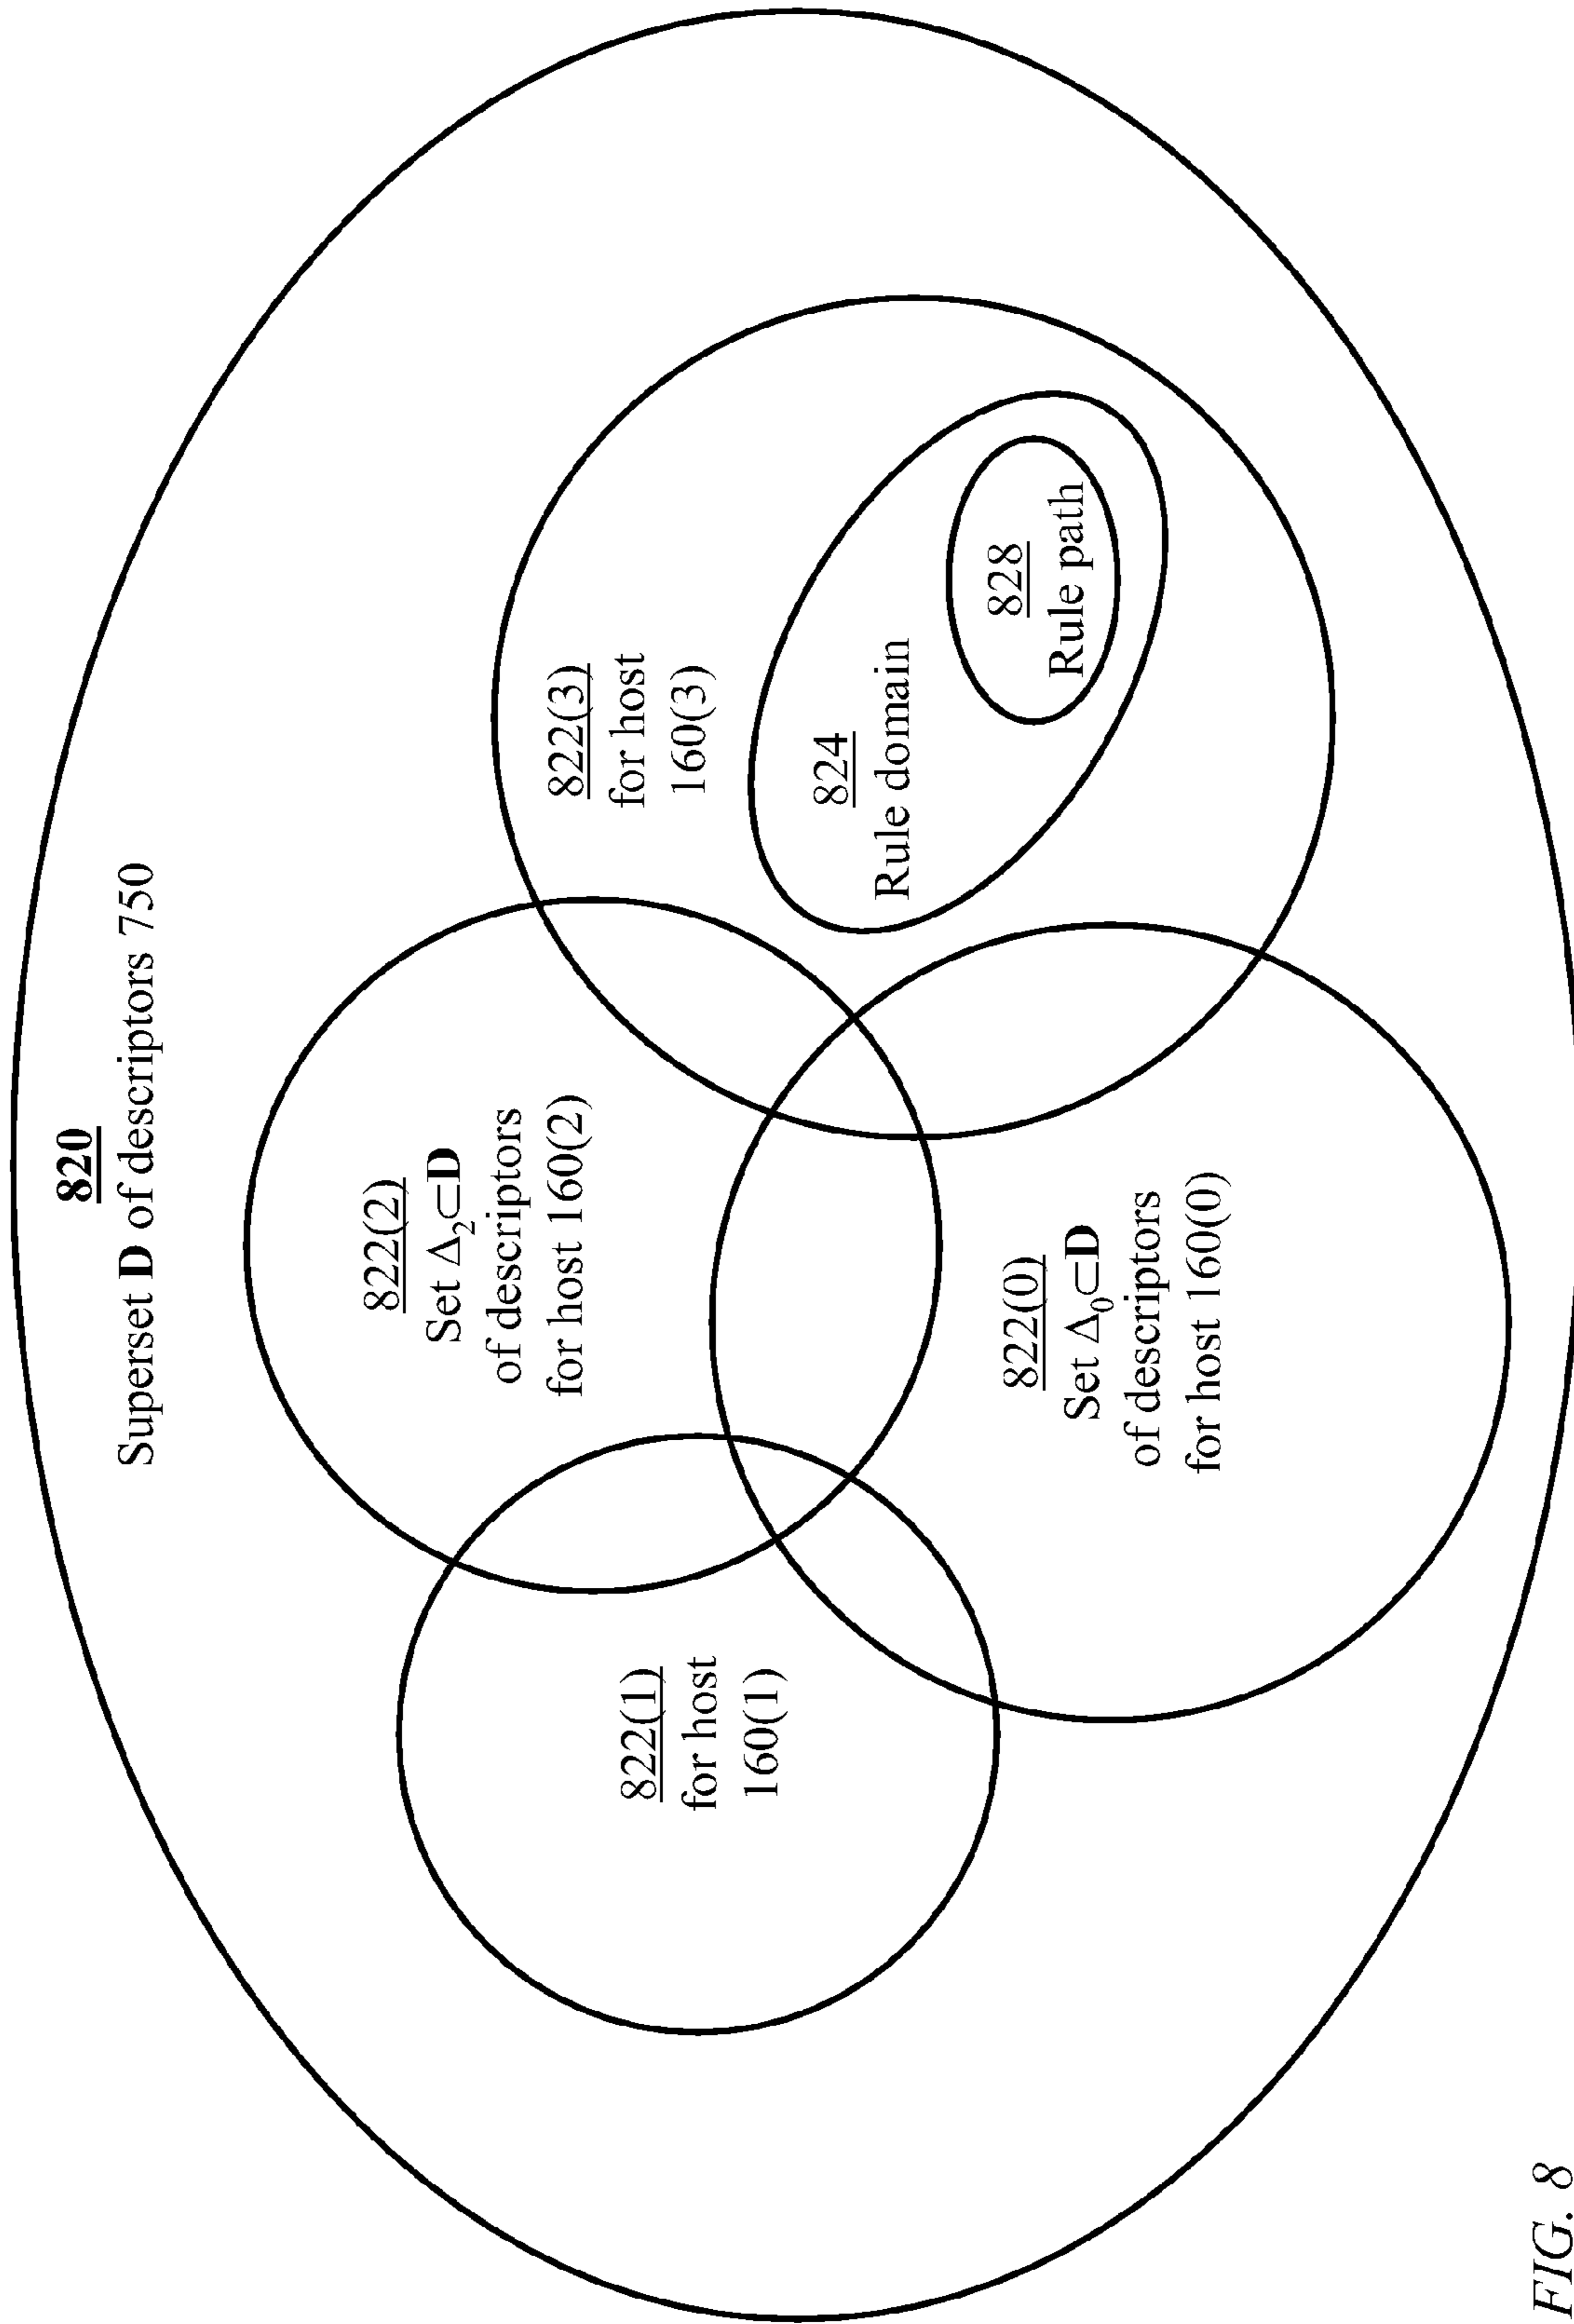 820
Superset D of descriptors 750
822(2)
Set Δ₂⊂D
of descriptors
for host 160(2)
822(3)
for host
160(3)
822(1)
for host
160(1)
824
Rule domain
828
Rule path
822(0)
Set Δ₀⊂D
of descriptors
for host 160(0)
FIG. 8